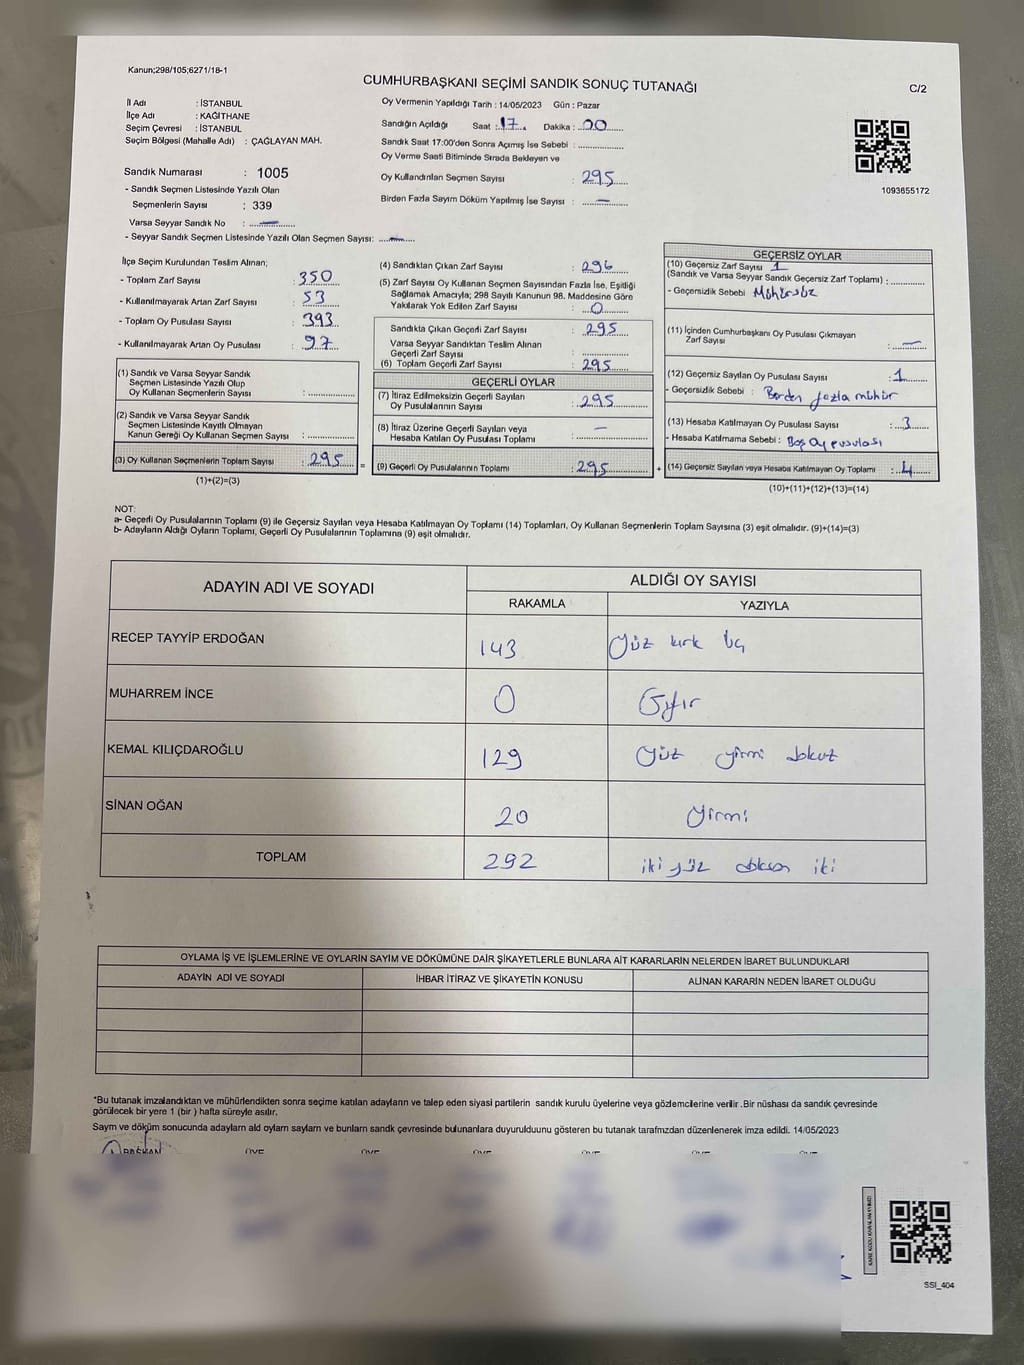 Kanun;298/105;6271/18-1
CUMHURBAŞKANI SEÇİMİ SANDIK SONUÇ TUTANAĞI
C/2
İl Adı : İSTANBUL
İlçe Adı : KAĞITHANE
Seçim Çevresi : İSTANBUL
Seçim Bölgesi (Mahalle Adı) : ÇAĞLAYAN MAH.
Sandık Numarası : 1005
- Sandık Seçmen Listesinde Yazılı Olan
Seçmenlerin Sayısı : 339
Varsa Seyyar Sandık No : —
- Seyyar Sandık Seçmen Listesinde Yazılı Olan Seçmen Sayısı: —
Oy Vermenin Yapıldığı Tarih : 14/05/2023 Gün : Pazar
Sandığın Açıldığı Saat : 17 Dakika : 00
Sandık Saat 17:00'den Sonra Açımış İse Sebebi :
Oy Verme Saati Bitiminde Sırada Bekleyen ve
Oy Kullandırılan Seçmen Sayısı : 295
Birden Fazla Sayım Döküm Yapılmış İse Sayısı : —
1093655172
İlçe Seçim Kurulundan Teslim Alınan;
- Toplam Zarf Sayısı : 350
- Kullanılmayarak Artan Zarf Sayısı : 53
- Toplam Oy Pusulası Sayısı : 393
- Kullanılmayarak Artan Oy Pusulası : 97
(1) Sandık ve Varsa Seyyar Sandık
Seçmen Listesinde Yazılı Olup
Oy Kullanan Seçmenlerin Sayısı :
(2) Sandık ve Varsa Seyyar Sandık
Seçmen Listesinde Kayıtlı Olmayan
Kanun Gereği Oy Kullanan Seçmen Sayısı :
(3) Oy Kullanan Seçmenlerin Toplam Sayısı : 295
(1)+(2)=(3)
(4) Sandıktan Çıkan Zarf Sayısı : 296
(5) Zarf Sayısı Oy Kullanan Seçmen Sayısından Fazla İse, Eşitliği
Sağlamak Amacıyla; 298 Sayılı Kanunun 98. Maddesine Göre
Yakılarak Yok Edilen Zarf Sayısı : 0
Sandıkta Çıkan Geçerli Zarf Sayısı : 295
Varsa Seyyar Sandıktan Teslim Alınan
Geçerli Zarf Sayısı :
(6) Toplam Geçerli Zarf Sayısı : 295
GEÇERLİ OYLAR
(7) İtiraz Edilmeksizin Geçerli Sayılan
Oy Pusulalarının Sayısı : 295
(8) İtiraz Üzerine Geçerli Sayılan veya
Hesaba Katılan Oy Pusulası Toplamı : —
= (9) Geçerli Oy Pusulalarının Toplamı : 295 +
GEÇERSİZ OYLAR
(10) Geçersiz Zarf Sayısı 1
(Sandık ve Varsa Seyyar Sandık Geçersiz Zarf Toplamı) :
- Geçersizlik Sebebi Mühürsüz
(11) İçinden Cumhurbaşkanı Oy Pusulası Çıkmayan
Zarf Sayısı : —
(12) Geçersiz Sayılan Oy Pusulası Sayısı : 1
- Geçersizlik Sebebi : Birden fazla mühür
(13) Hesaba Katılmayan Oy Pusulası Sayısı : 3
- Hesaba Katılmama Sebebi : Boş oy pusulası
(14) Geçersiz Sayılan veya Hesaba Katılmayan Oy Toplamı : 4
(10)+(11)+(12)+(13)=(14)
NOT:
a- Geçerli Oy Pusulalarının Toplamı (9) ile Geçersiz Sayılan veya Hesaba Katılmayan Oy Toplamı (14) Toplamları, Oy Kullanan Seçmenlerin Toplam Sayısına (3) eşit olmalıdır. (9)+(14)=(3)
b- Adayların Aldığı Oyların Toplamı, Geçerli Oy Pusulalarının Toplamına (9) eşit olmalıdır.
ADAYIN ADI VE SOYADI ALDIĞI OY SAYISI
RAKAMLA YAZIYLA
RECEP TAYYİP ERDOĞAN 143 Yüz kırk üç
MUHARREM İNCE 0 Sıfır
KEMAL KILIÇDAROĞLU 129 Yüz yirmi dokuz
SİNAN OĞAN 20 Yirmi
TOPLAM 292 iki yüz doksan iki
OYLAMA İŞ VE İŞLEMLERİNE VE OYLARIN SAYIM VE DÖKÜMÜNE DAİR ŞİKAYETLERLE BUNLARA AİT KARARLARIN NELERDEN İBARET BULUNDUKLARI
ADAYIN ADI VE SOYADI İHBAR İTİRAZ VE ŞİKAYETİN KONUSU ALINAN KARARIN NEDEN İBARET OLDUĞU
*Bu tutanak imzalandıktan ve mühürlendikten sonra seçime katılan adayların ve talep eden siyasi partilerin sandık kurulu üyelerine veya gözlemcilerine verilir .Bir nüshası da sandık çevresinde
görülecek bir yere 1 (bir ) hafta süreyle asılır.
Sayım ve döküm sonucunda adayların aldı oyların sayları ve bunların sandık çevresinde bulunanlara duyurulduunu gösteren bu tutanak tarafmzdan düzenlenerek imza edildi. 14/05/2023
BAŞKAN ÜYE ÜYE ÜYE ÜYE ÜYE ÜYE
SSI_404